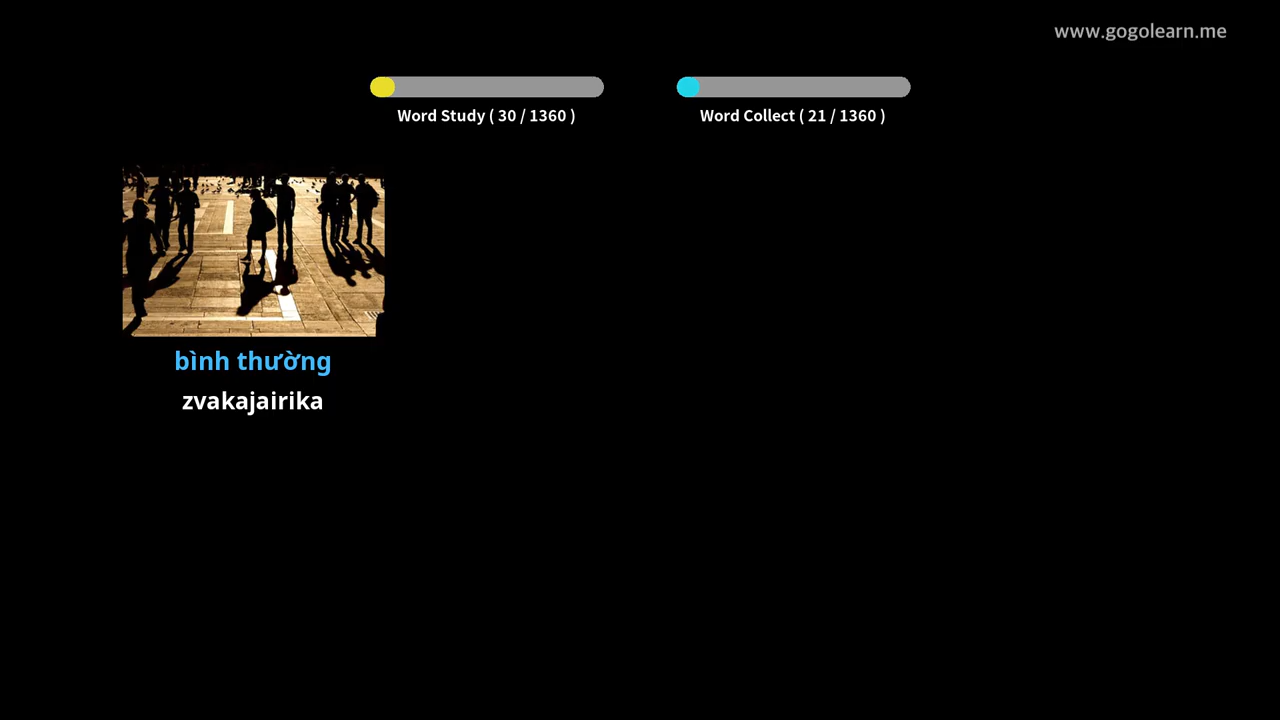 www.gogolearn.me
Word Study ( 30 / 1360 )
Word Collect ( 21 / 1360 )
bình thường
zvakajairika